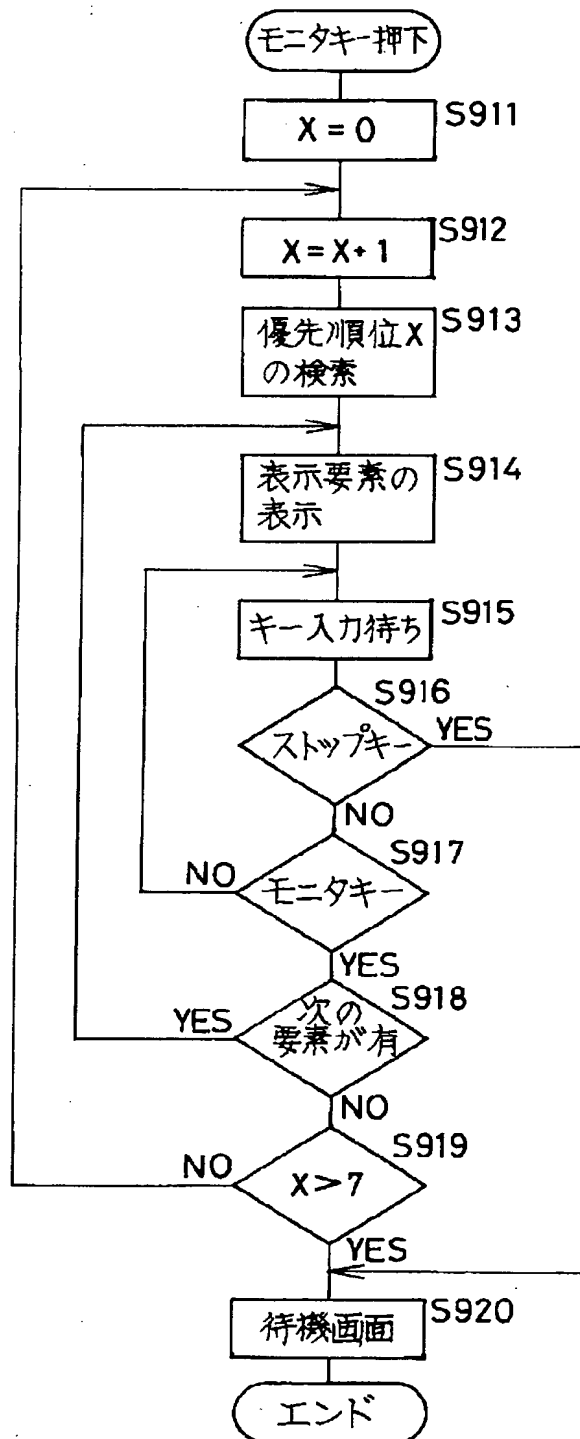 モニタキー押下
X = 0
S911
X = X + 1
S912
優先順位X
の検索
S913
表示要素の
表示
S914
キー入力待ち
S915
S916
ストップキー
YES
NO
S917
モニタキー
NO
YES
S918
次の
要素が有
YES
NO
S919
X > 7
NO
YES
S920
待機画面
エンド